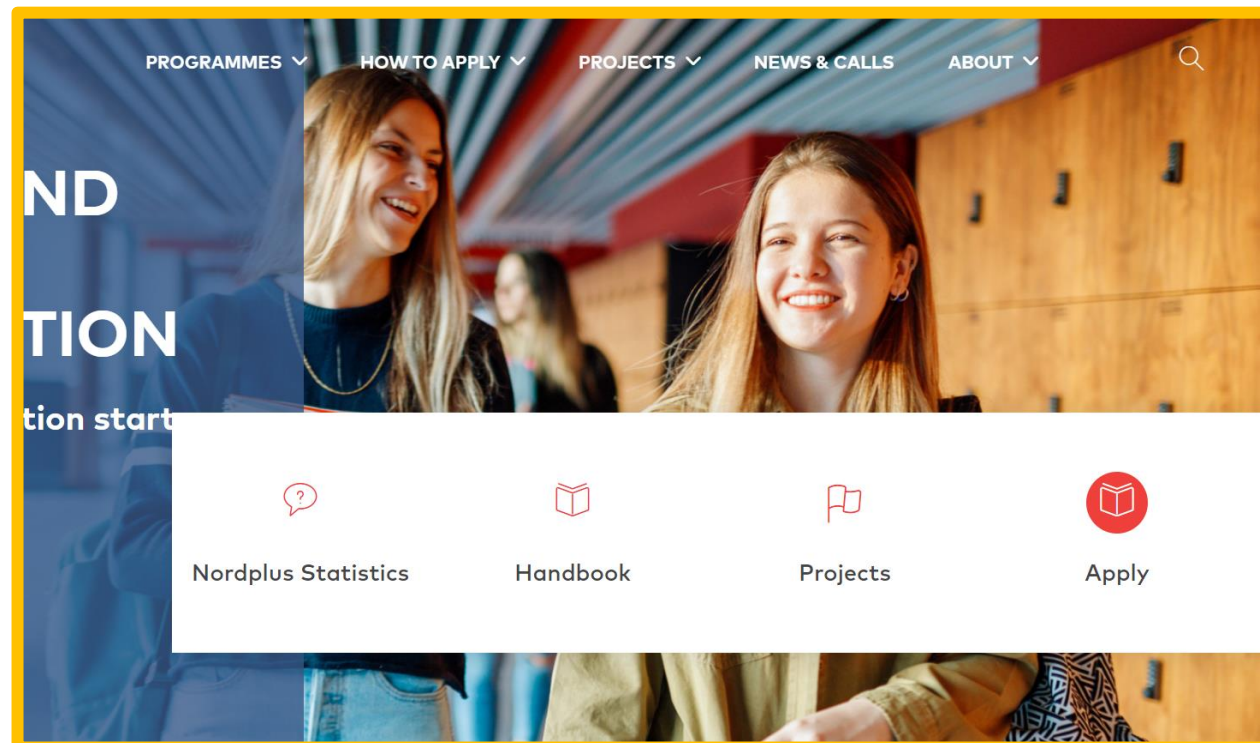 PROGRAMMES HOW TO APPLY PROJECTS NEWS & CALLS ABOUT
ND
TION
tion start
Nordplus Statistics Handbook Projects Apply